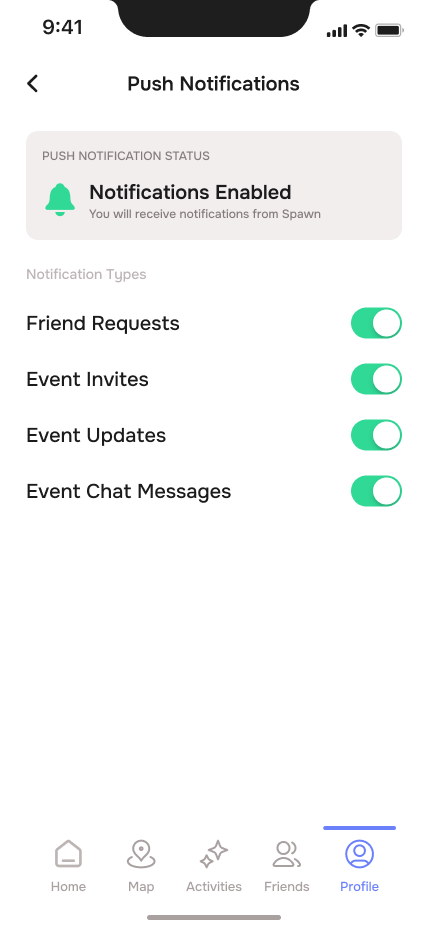 9:41
Push Notifications
PUSH NOTIFICATION STATUS
Notifications Enabled
You will receive notifications from Spawn
Notification Types
Friend Requests
Event Invites
Event Updates
Event Chat Messages
Home Map Activities Friends Profile